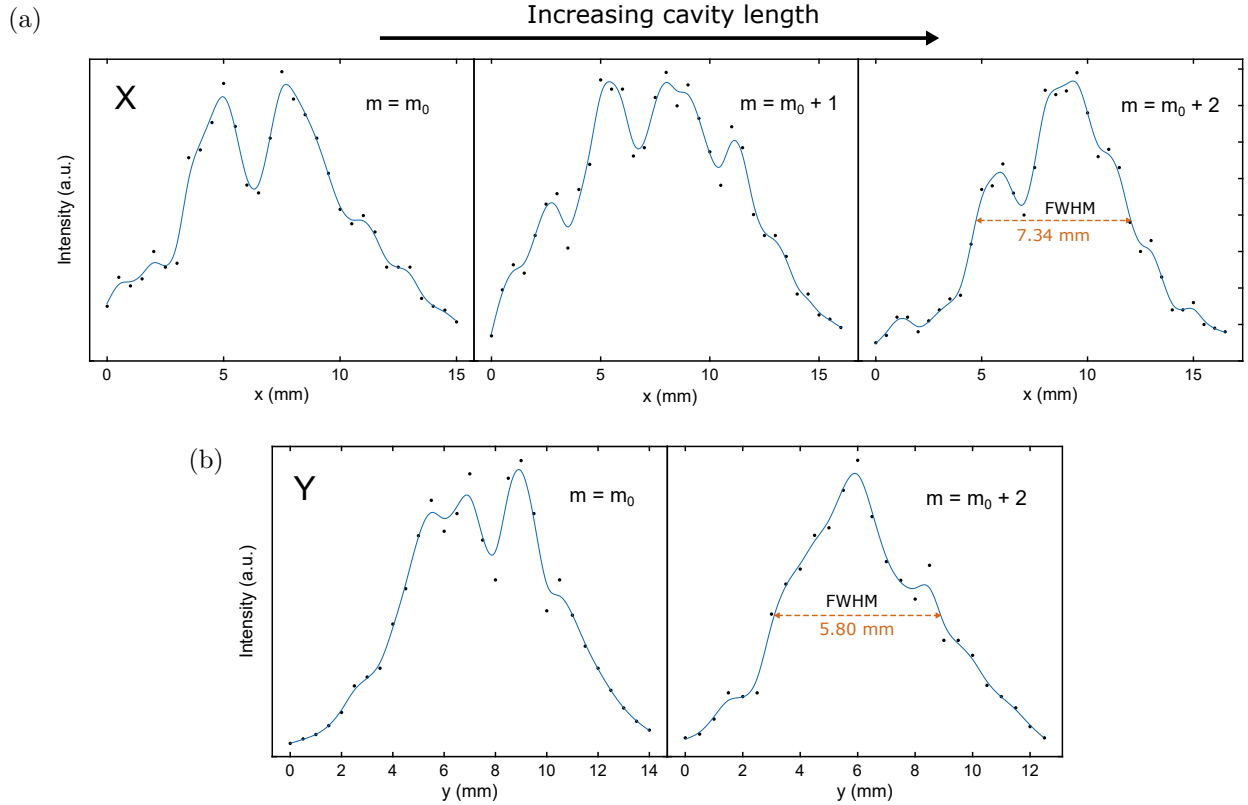 (a)
Increasing cavity length
X
m = m₀
m = m₀ + 1
m = m₀ + 2
FWHM
7.34 mm
Intensity (a.u.)
0 5 10 15
0 5 10 15
0 5 10 15
x (mm)
x (mm)
x (mm)
(b)
Y
m = m₀
m = m₀ + 2
FWHM
5.80 mm
Intensity (a.u.)
0 2 4 6 8 10 12 14
0 2 4 6 8 10 12
y (mm)
y (mm)